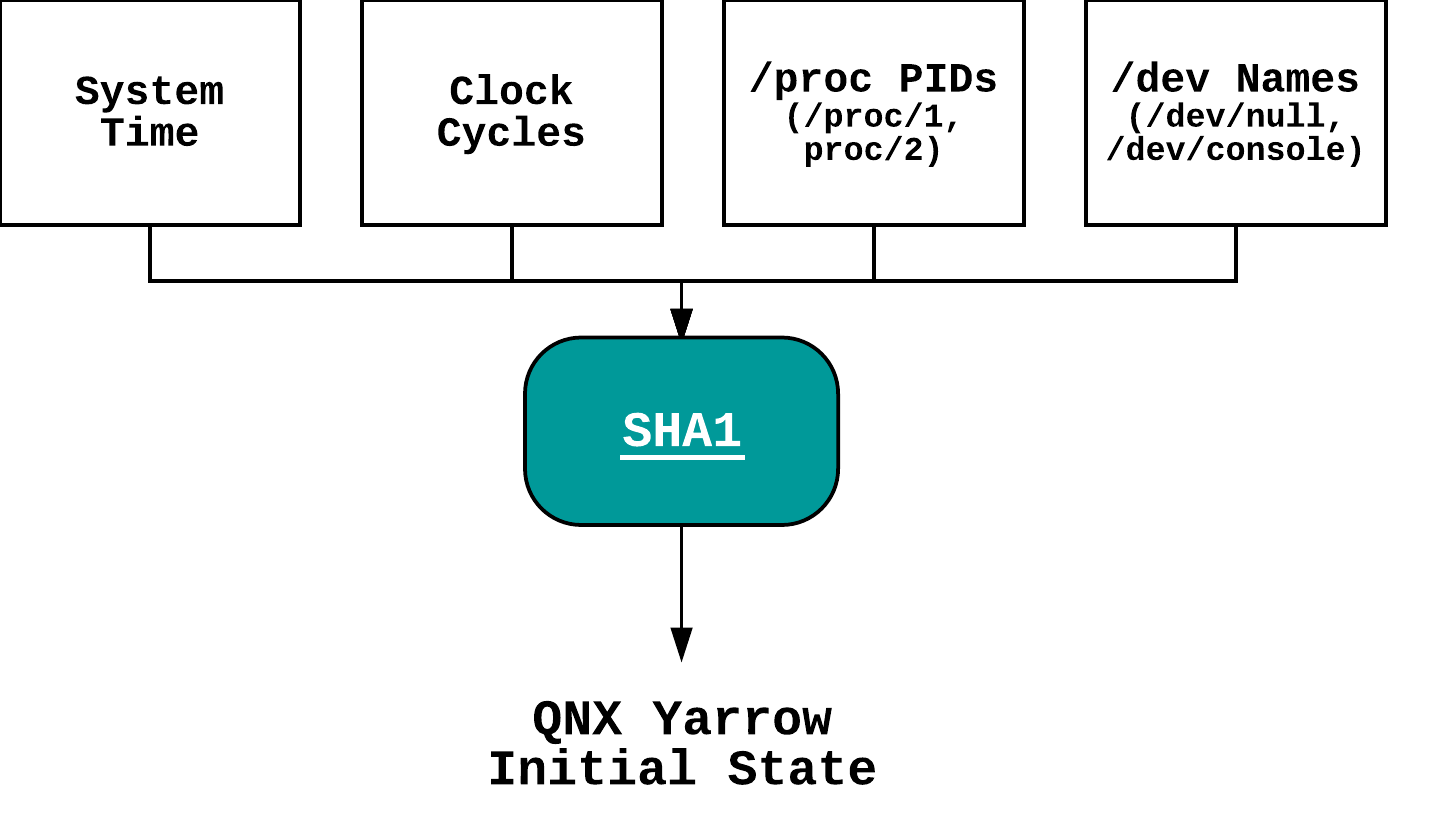 System
Time
Clock
Cycles
/proc PIDs
(/proc/1,
proc/2)
/dev Names
(/dev/null,
/dev/console)
SHA1
QNX Yarrow
Initial State